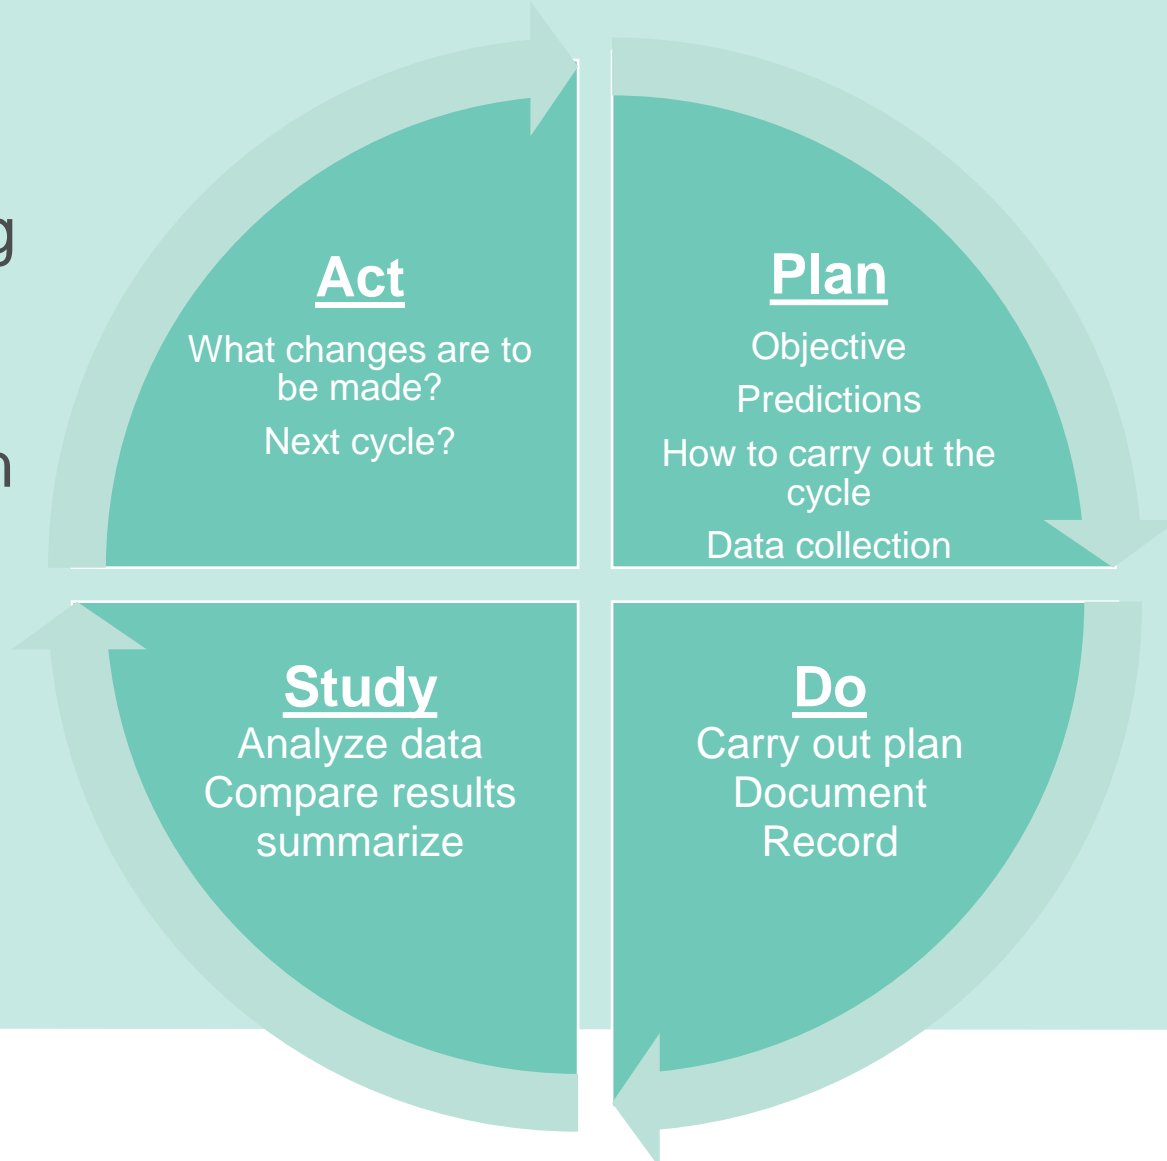 Act
What changes are to
be made?
Next cycle?
Plan
Objective
Predictions
How to carry out the
cycle
Data collection
Study
Analyze data
Compare results
summarize
Do
Carry out plan
Document
Record